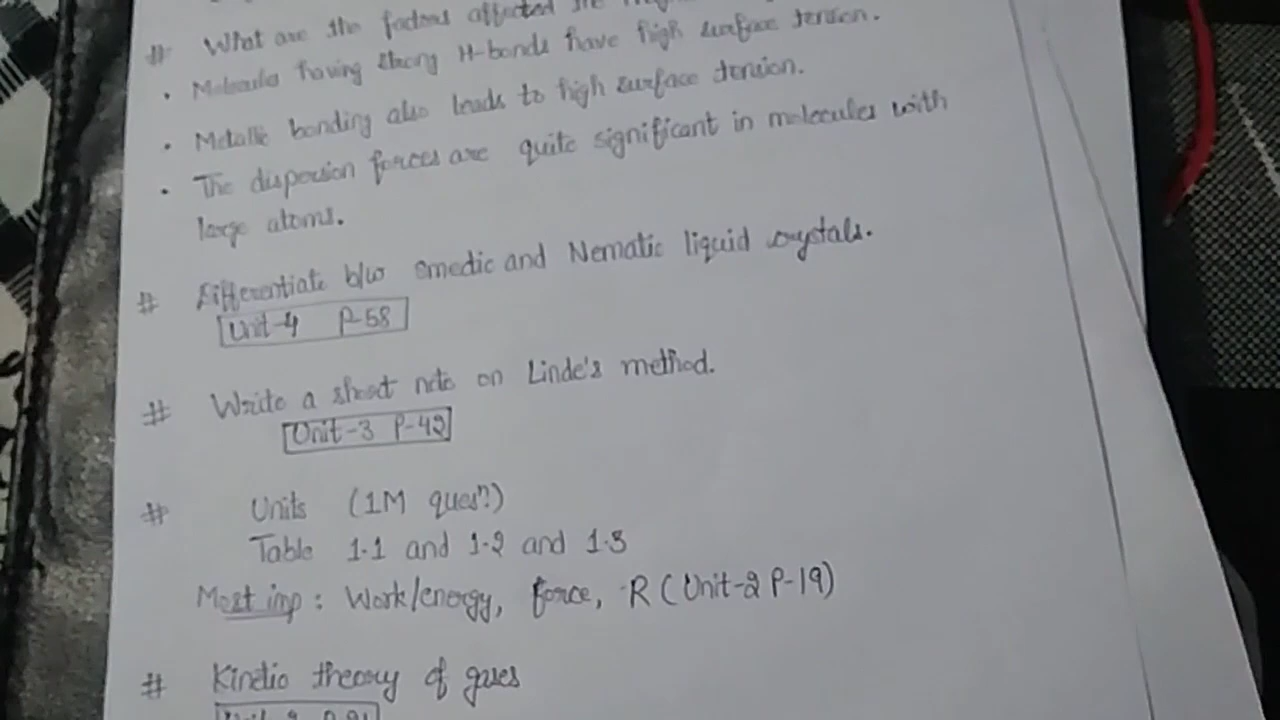 # What are the factors affected the
• Molecules having strong H-bonds have high surface tension.
• Metallic bonding also leads to high surface tension.
• The dispersion forces are quite significant in molecules with
large atoms.
# Differentiate b/w smedic and Nematic liquid crystals.
Unit-4 P-58
# Write a short note on Linde's method.
Unit-3 P-42
# Units (1M quesn?)
Table 1.1 and 1.2 and 1.3
Most imp: Work/energy, force, R (Unit-2 P-19)
# Kinetic theory of gases